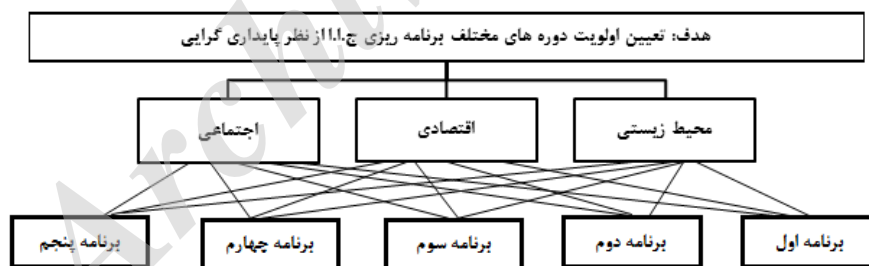 هدف: تعیین اولویت دوره های مختلف برنامه ریزی ج.ا.ا از نظر پایداری گرایی
محیط زیستی
اقتصادی
اجتماعی
برنامه اول
برنامه دوم
برنامه سوم
برنامه چهارم
برنامه پنجم